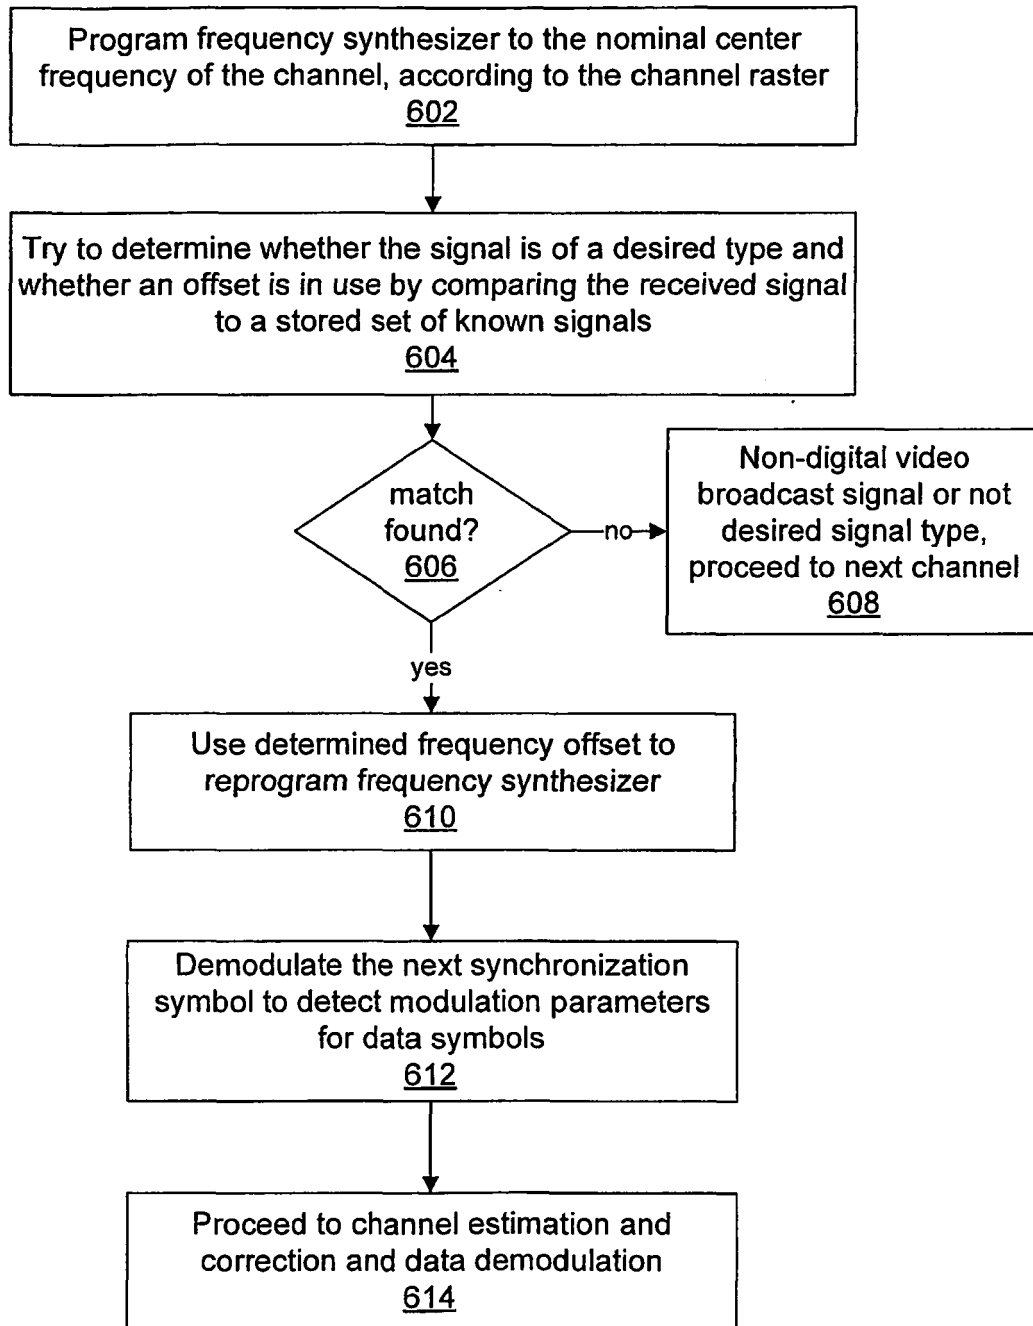 Program frequency synthesizer to the nominal center
frequency of the channel, according to the channel raster
602
Try to determine whether the signal is of a desired type and
whether an offset is in use by comparing the received signal
to a stored set of known signals
604
match
found?
606
no
Non-digital video
broadcast signal or not
desired signal type,
proceed to next channel
608
yes
Use determined frequency offset to
reprogram frequency synthesizer
610
Demodulate the next synchronization
symbol to detect modulation parameters
for data symbols
612
Proceed to channel estimation and
correction and data demodulation
614